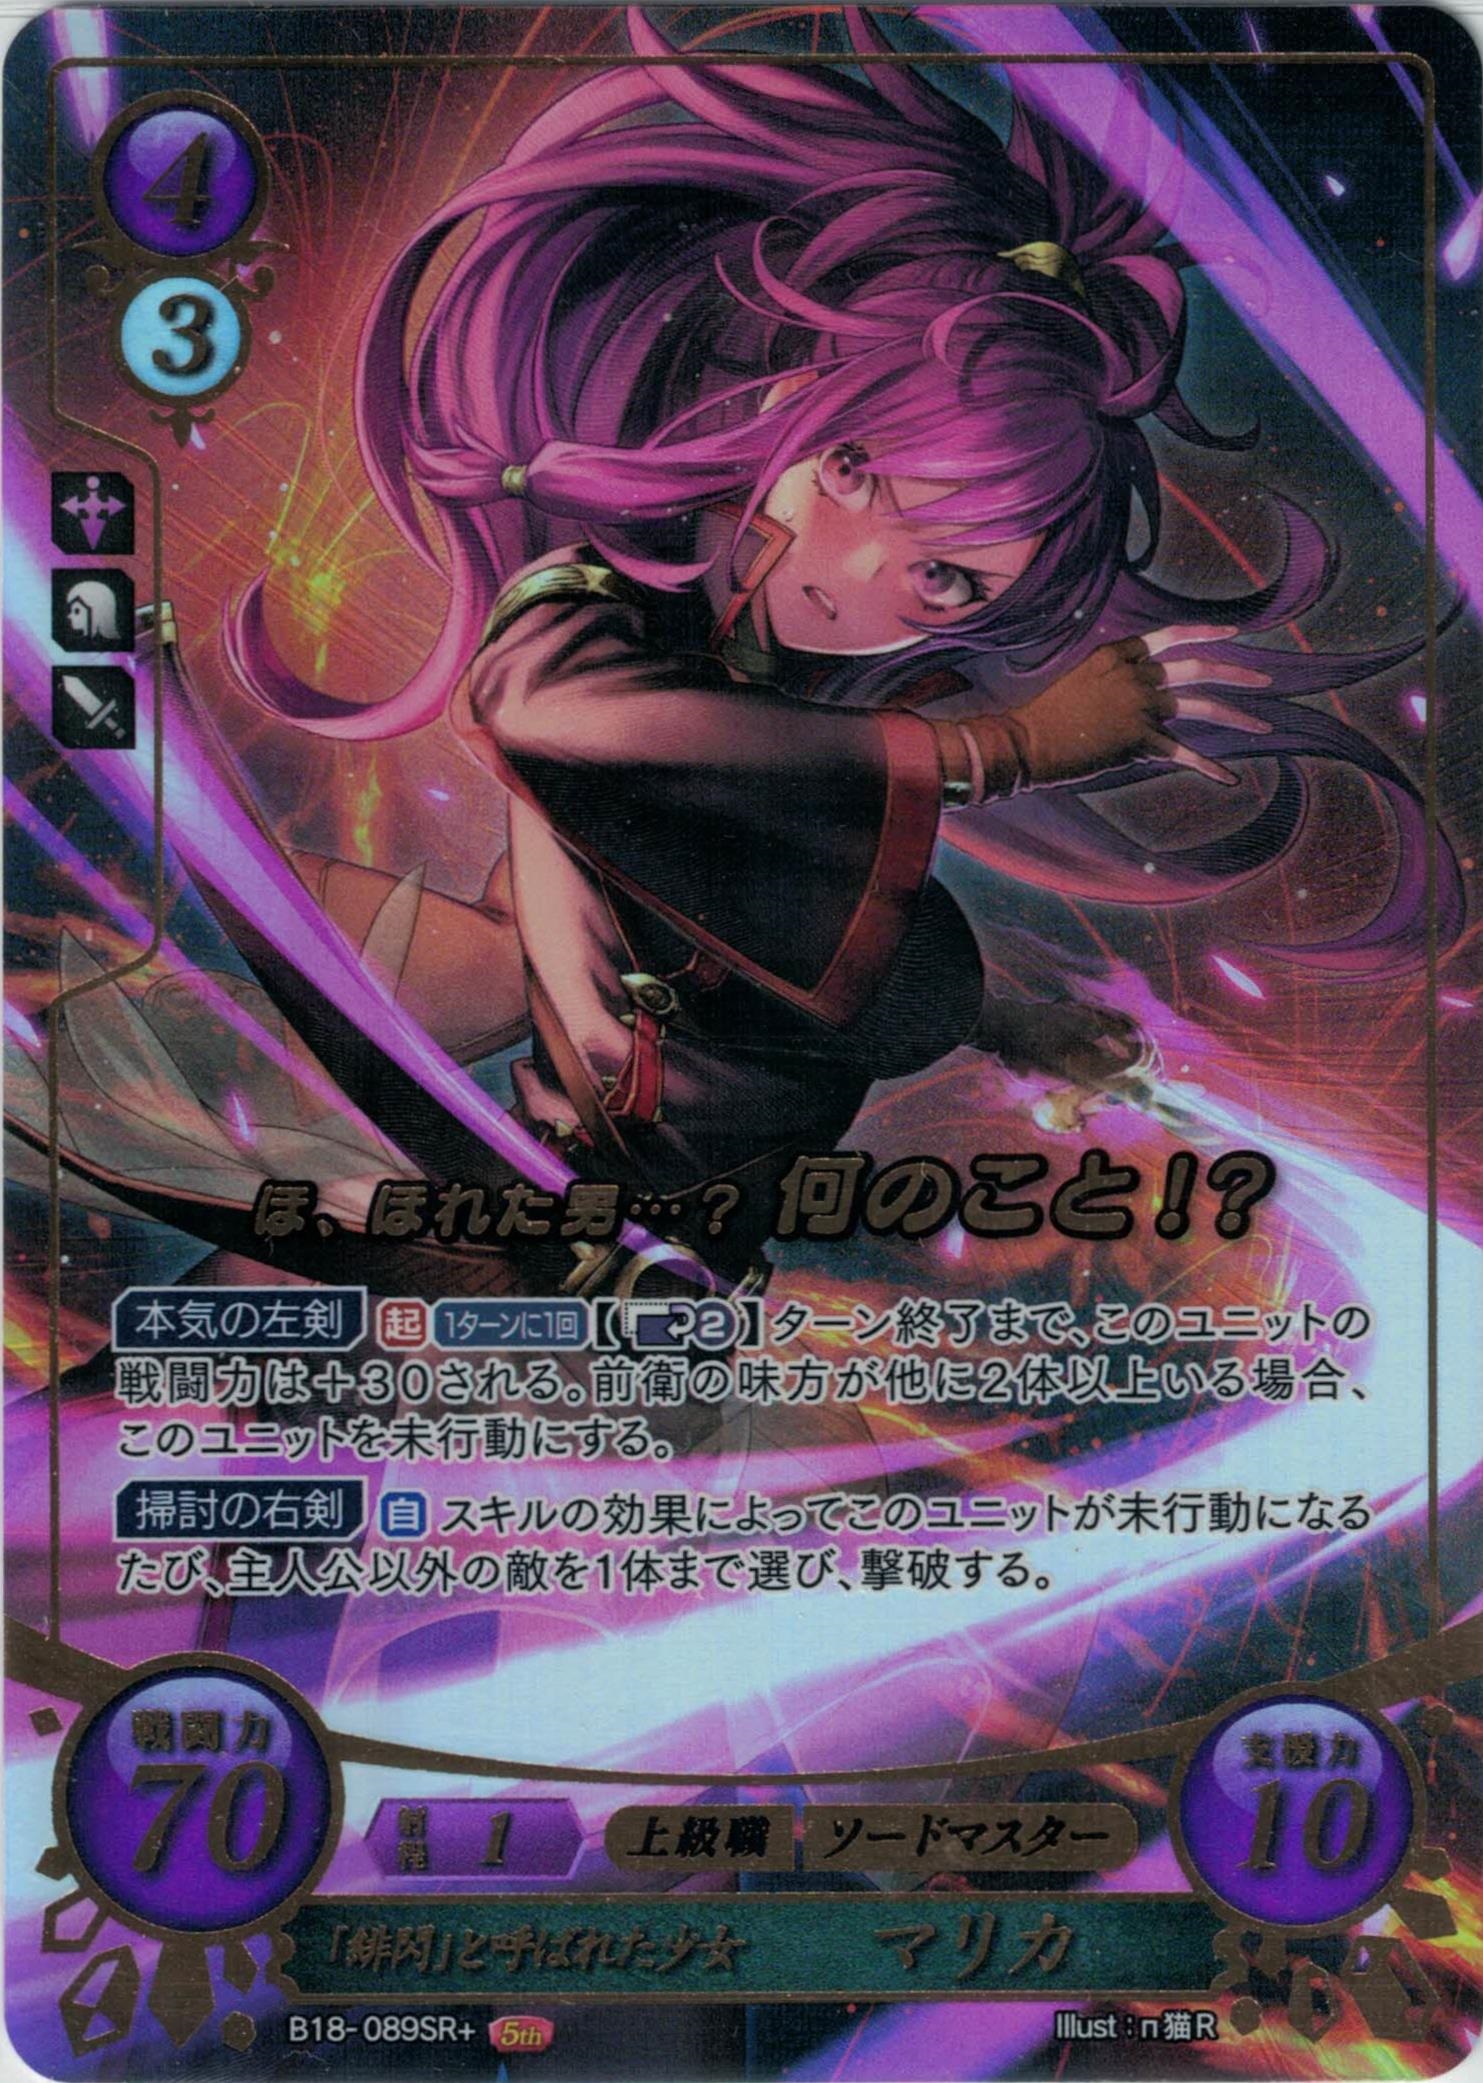 4
3
ほ、ほれた男…? 何のこと!?
本気の左剣 起 1ターンに1回【2】ターン終了まで、このユニットの
戦闘力は＋30される。前衛の味方が他に2体以上いる場合、
このユニットを未行動にする。
掃討の右剣 自 スキルの効果によってこのユニットが未行動になる
たび、主人公以外の敵を1体まで選び、撃破する。
戦闘力
70
射程 1 上級職 ソードマスター
支援力
10
「緋閃」と呼ばれた少女 マリカ
B18-089SR+ 5th Illust：п猫R